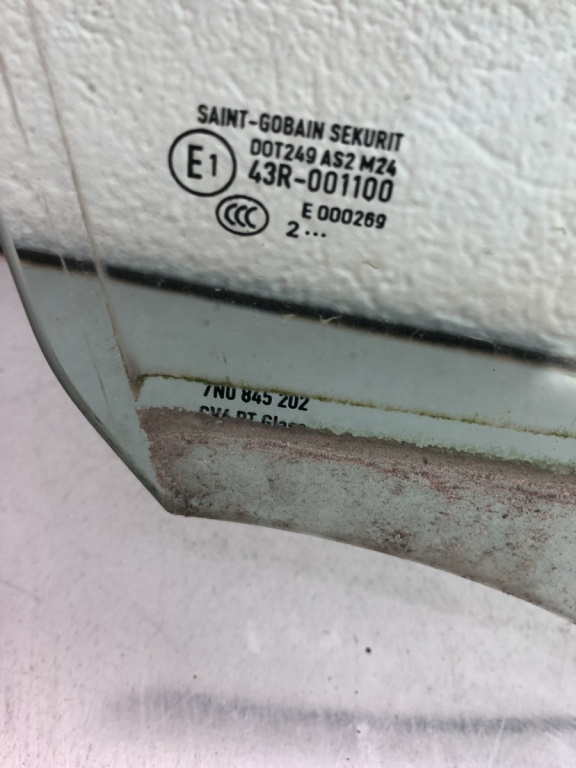 SAINT-GOBAIN SEKURIT
DOT249 AS2 M24
E1
43R-001100
CCC
E 000269
2...
7N0 845 202